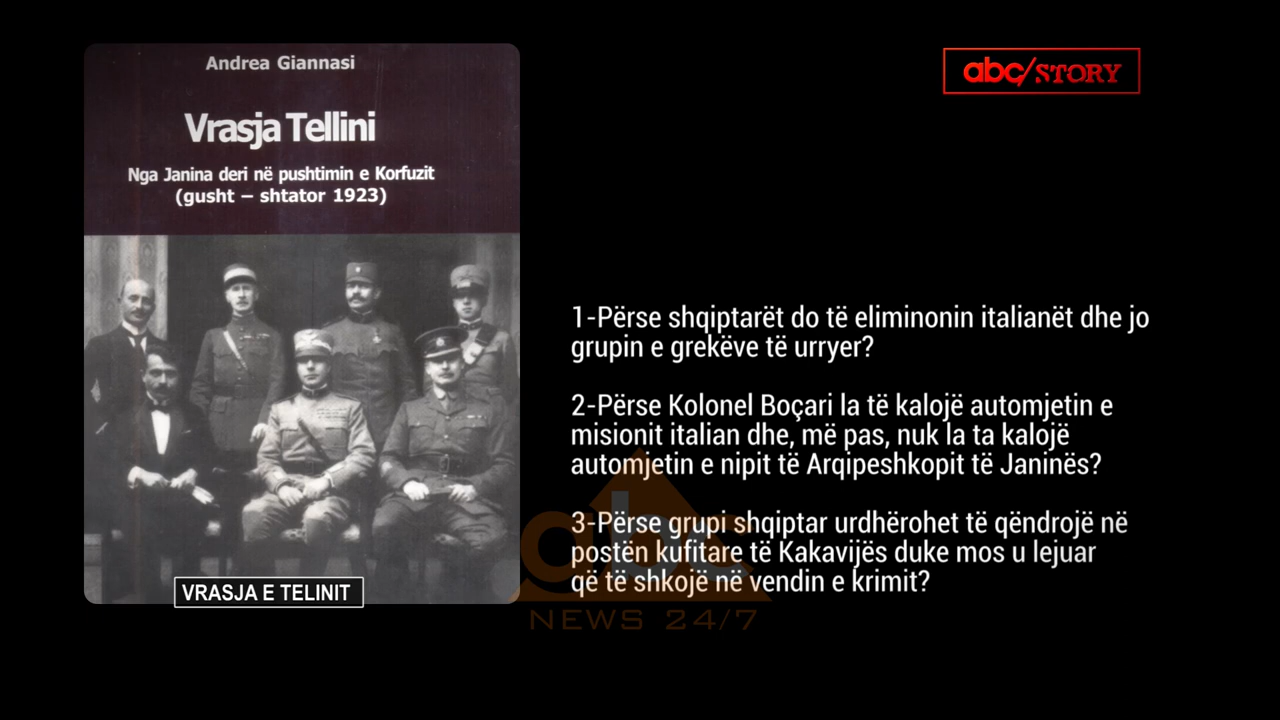 Andrea Giannasi
Vrasja Tellini
Nga Janina deri në pushtimin e Korfuzit
(gusht – shtator 1923)
VRASJA E TELINIT
abc/STORY
1-Përse shqiptarët do të eliminonin italianët dhe jo
grupin e grekëve të urryer?
2-Përse Kolonel Boçari la të kalojë automjetin e
misionit italian dhe, më pas, nuk la ta kalojë
automjetin e nipit të Arqipeshkopit të Janinës?
3-Përse grupi shqiptar urdhërohet të qëndrojë në
postën kufitare të Kakavijës duke mos u lejuar
që të shkojë në vendin e krimit?
abc
NEWS 24/7